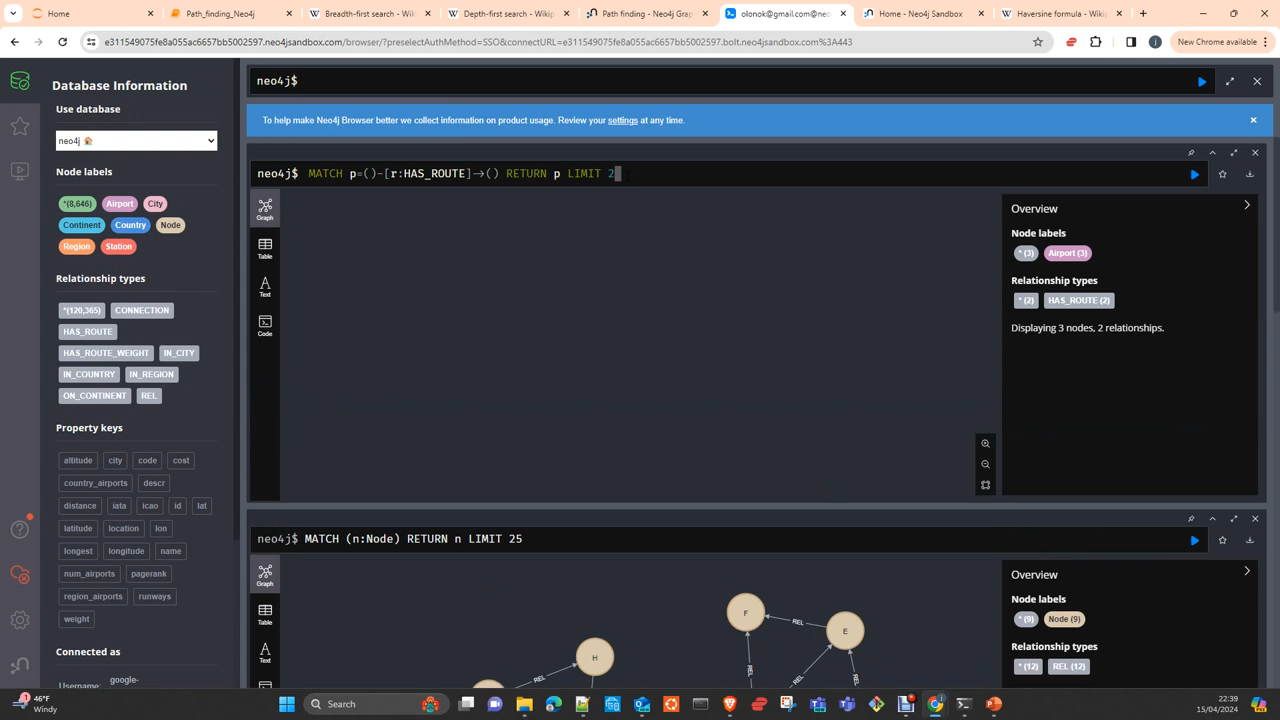 Home
Path_finding_Neo4j
Breadth-first search - Wikip
Depth-first search - Wikip
Path finding - Neo4j Gra
olonok@gmail.com@neo
Home - Neo4j Sandbox
Haversine formula - Wikip
e311549075fe8a055ac6657bb5002597.neo4jsandbox.com/browser/?preselectAuthMethod=SSO&connectURL=e311549075fe8a055ac6657bb5002597.bolt.neo4jsandbox.com%3A443
New Chrome available
Database Information
Use database
neo4j
Node labels
*(8,646) Airport City
Continent Country Node
Region Station
Relationship types
*(120,365) CONNECTION
HAS_ROUTE
HAS_ROUTE_WEIGHT IN_CITY
IN_COUNTRY IN_REGION
ON_CONTINENT REL
Property keys
altitude city code cost
country_airports descr
distance iata icao id lat
latitude location lon
longest longitude name
num_airports pagerank
region_airports runways
weight
Connected as
Username: google-
neo4j$
To help make Neo4j Browser better we collect information on product usage. Review your settings at any time.
neo4j$ MATCH p=()-[r:HAS_ROUTE]->() RETURN p LIMIT 2
Graph
Table
Text
Code
Overview
Node labels
* (3) Airport (3)
Relationship types
* (2) HAS_ROUTE (2)
Displaying 3 nodes, 2 relationships.
neo4j$ MATCH (n:Node) RETURN n LIMIT 25
Graph
Table
Text
F
REL
E
H
REL
REL
REL
REL
Overview
Node labels
* (9) Node (9)
Relationship types
* (12) REL (12)
46°F
Windy
Search
22:39
15/04/2024